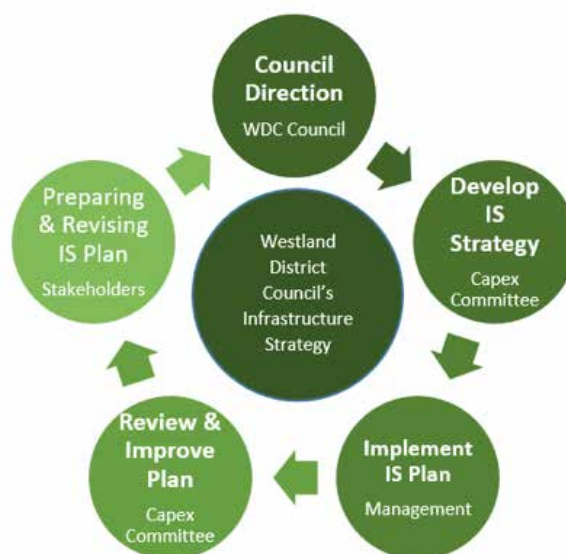 Council
Direction
WDC Council
Develop
IS
Strategy
Capex
Committee
Implement
IS Plan
Management
Review &
Improve
Plan
Capex
Committee
Preparing
& Revising
IS Plan
Stakeholders
Westland
District
Council's
Infrastructure
Strategy